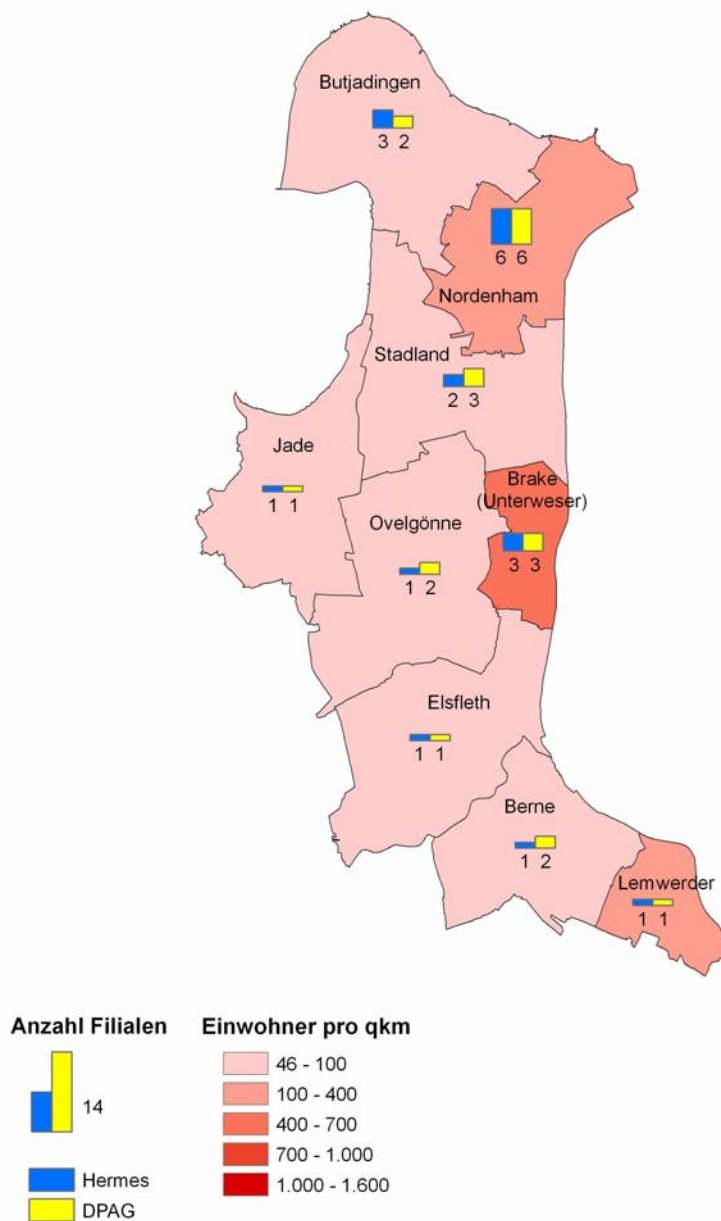 Butjadingen
3 2
6 6
Nordenham
Stadland
2 3
Jade
1 1
Brake
(Unterweser)
3 3
Ovelgönne
1 2
Elsfleth
1 1
Berne
1 2
Lemwerder
1 1
Anzahl Filialen
14
Hermes
DPAG
Einwohner pro qkm
46 - 100
100 - 400
400 - 700
700 - 1.000
1.000 - 1.600